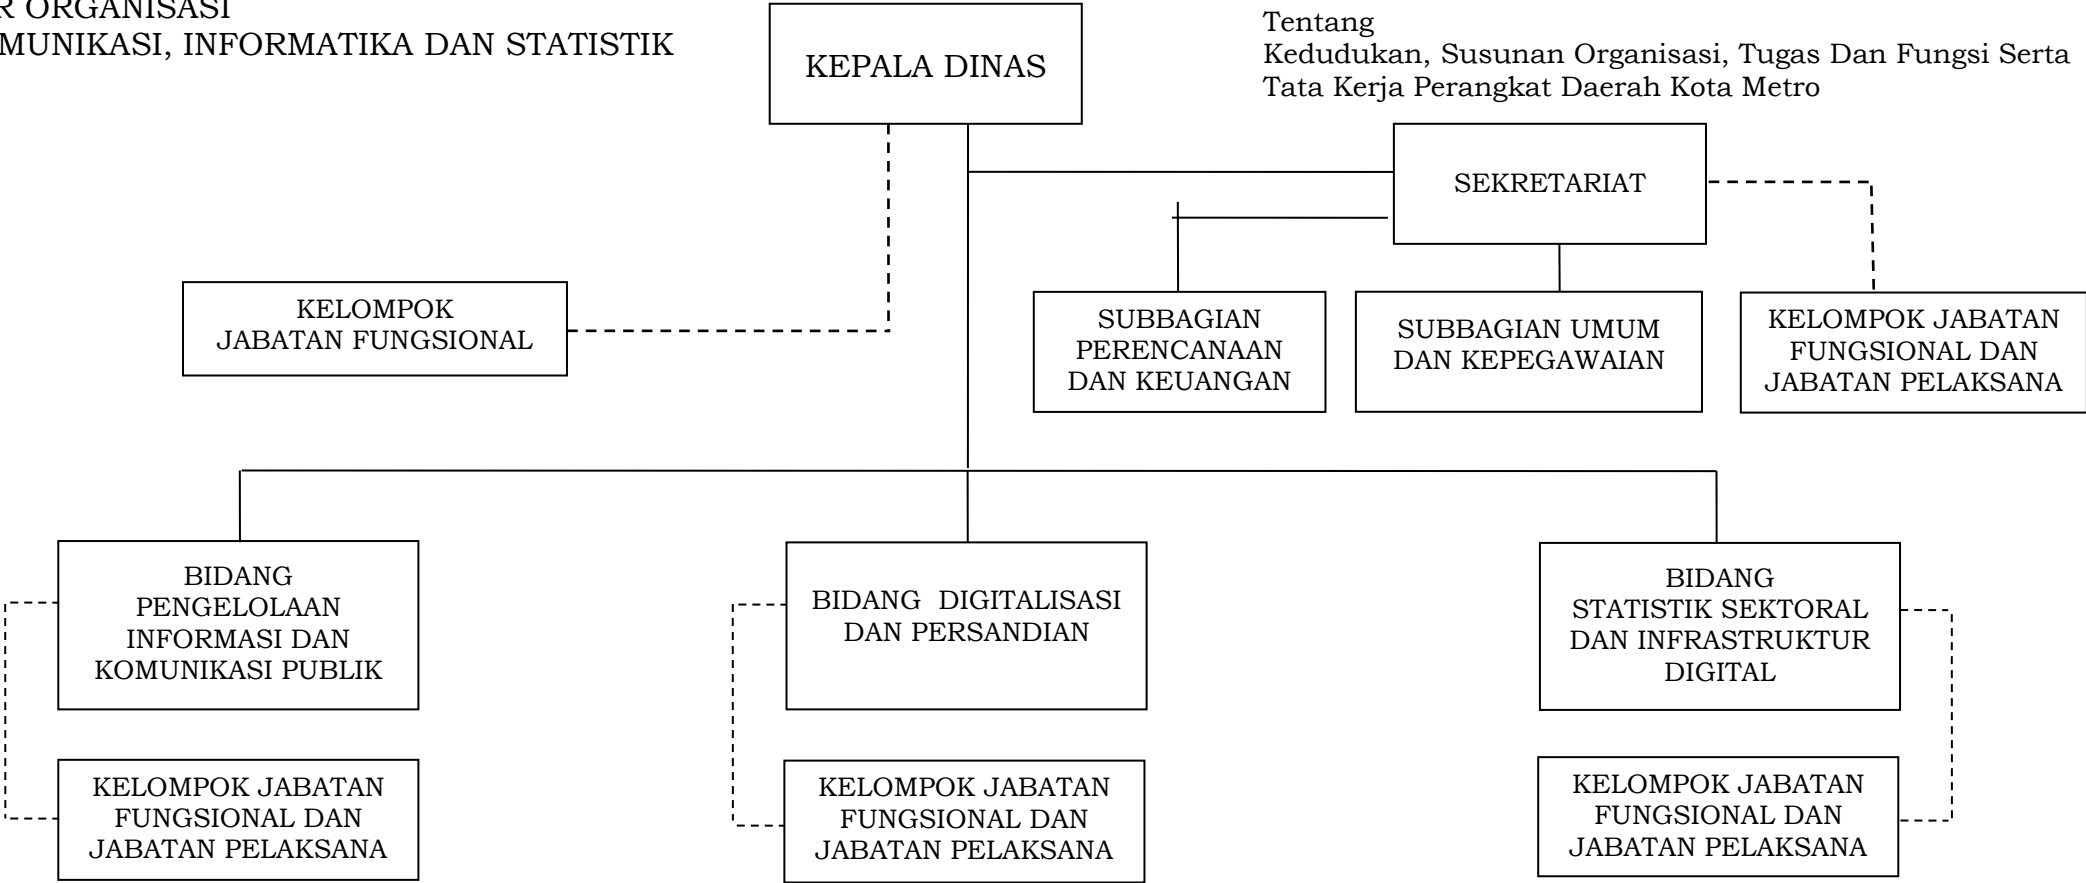 R ORGANISASI
MUNIKASI, INFORMATIKA DAN STATISTIK
Tentang
Kedudukan, Susunan Organisasi, Tugas Dan Fungsi Serta
Tata Kerja Perangkat Daerah Kota Metro
KEPALA DINAS
SEKRETARIAT
KELOMPOK
JABATAN FUNGSIONAL
SUBBAGIAN
PERENCANAAN
DAN KEUANGAN
SUBBAGIAN UMUM
DAN KEPEGAWAIAN
KELOMPOK JABATAN
FUNGSIONAL DAN
JABATAN PELAKSANA
BIDANG
PENGELOLAAN
INFORMASI DAN
KOMUNIKASI PUBLIK
BIDANG  DIGITALISASI
DAN PERSANDIAN
BIDANG
STATISTIK SEKTORAL
DAN INFRASTRUKTUR
DIGITAL
KELOMPOK JABATAN
FUNGSIONAL DAN
JABATAN PELAKSANA
KELOMPOK JABATAN
FUNGSIONAL DAN
JABATAN PELAKSANA
KELOMPOK JABATAN
FUNGSIONAL DAN
JABATAN PELAKSANA